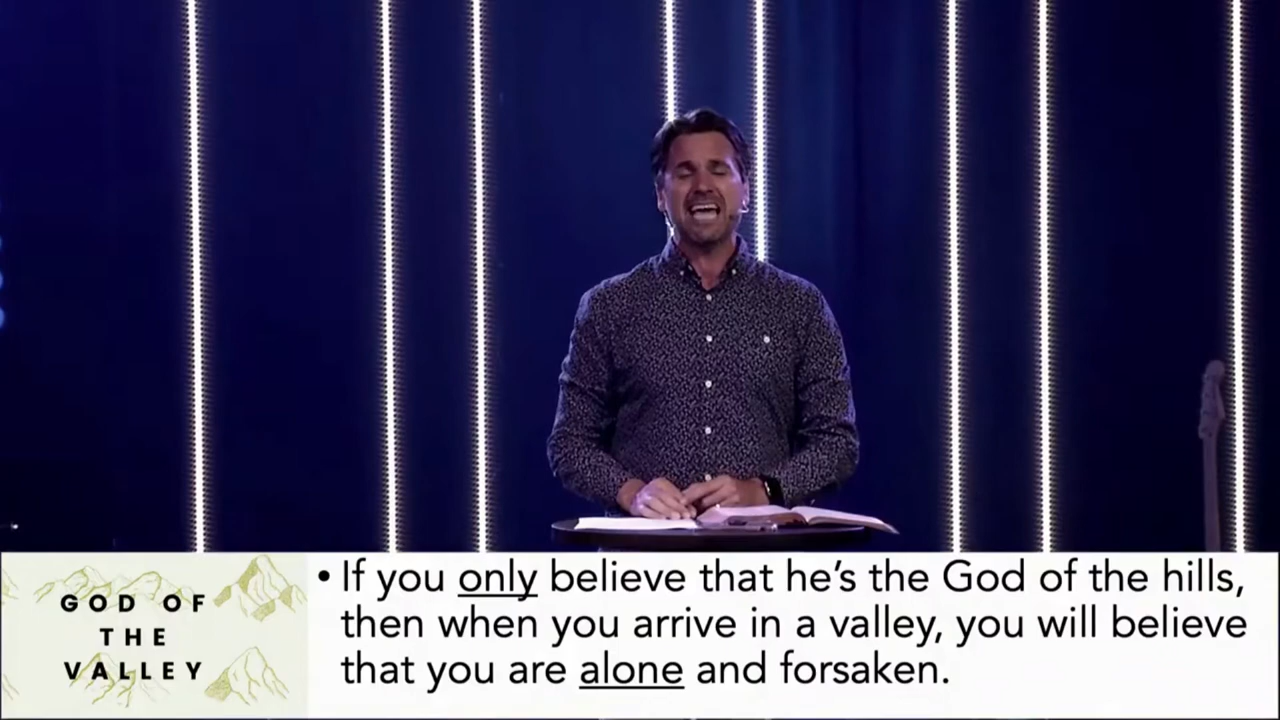 GOD OF
THE
VALLEY
• If you only believe that he's the God of the hills,
then when you arrive in a valley, you will believe
that you are alone and forsaken.